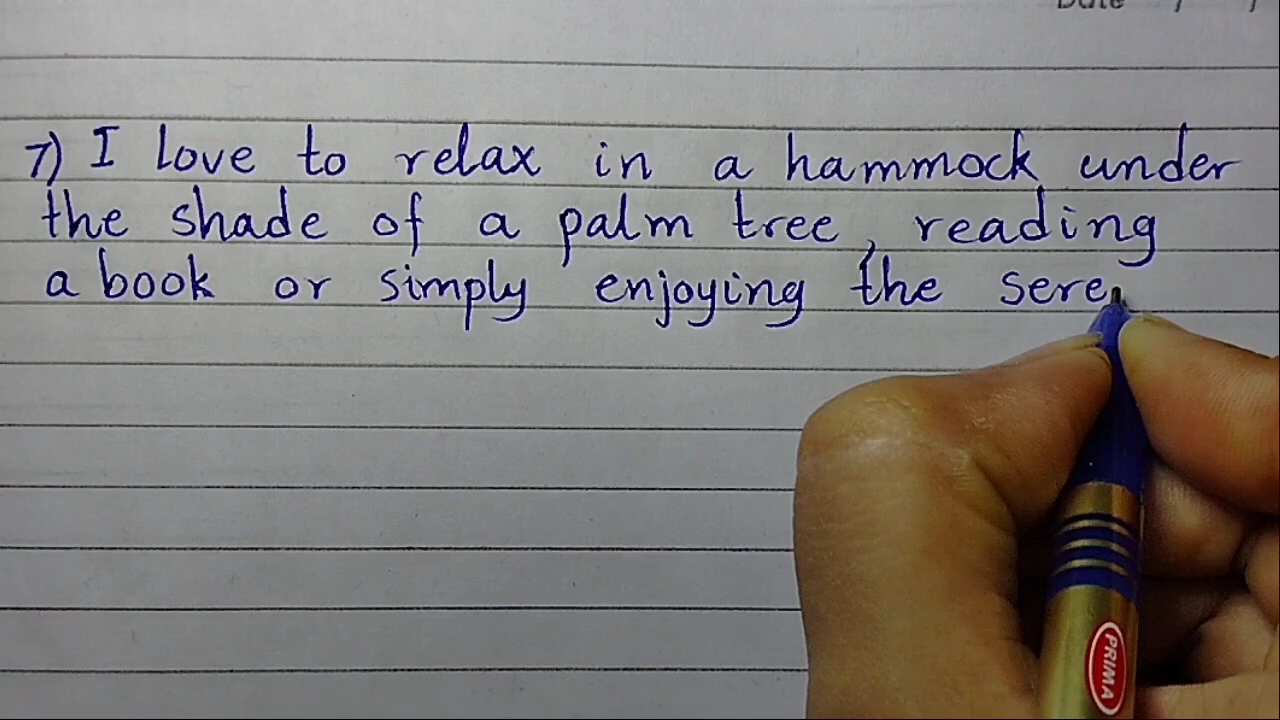 Date / /
7) I love to relax in a hammock under
the shade of a palm tree, reading
a book or simply enjoying the sere
PRIMA